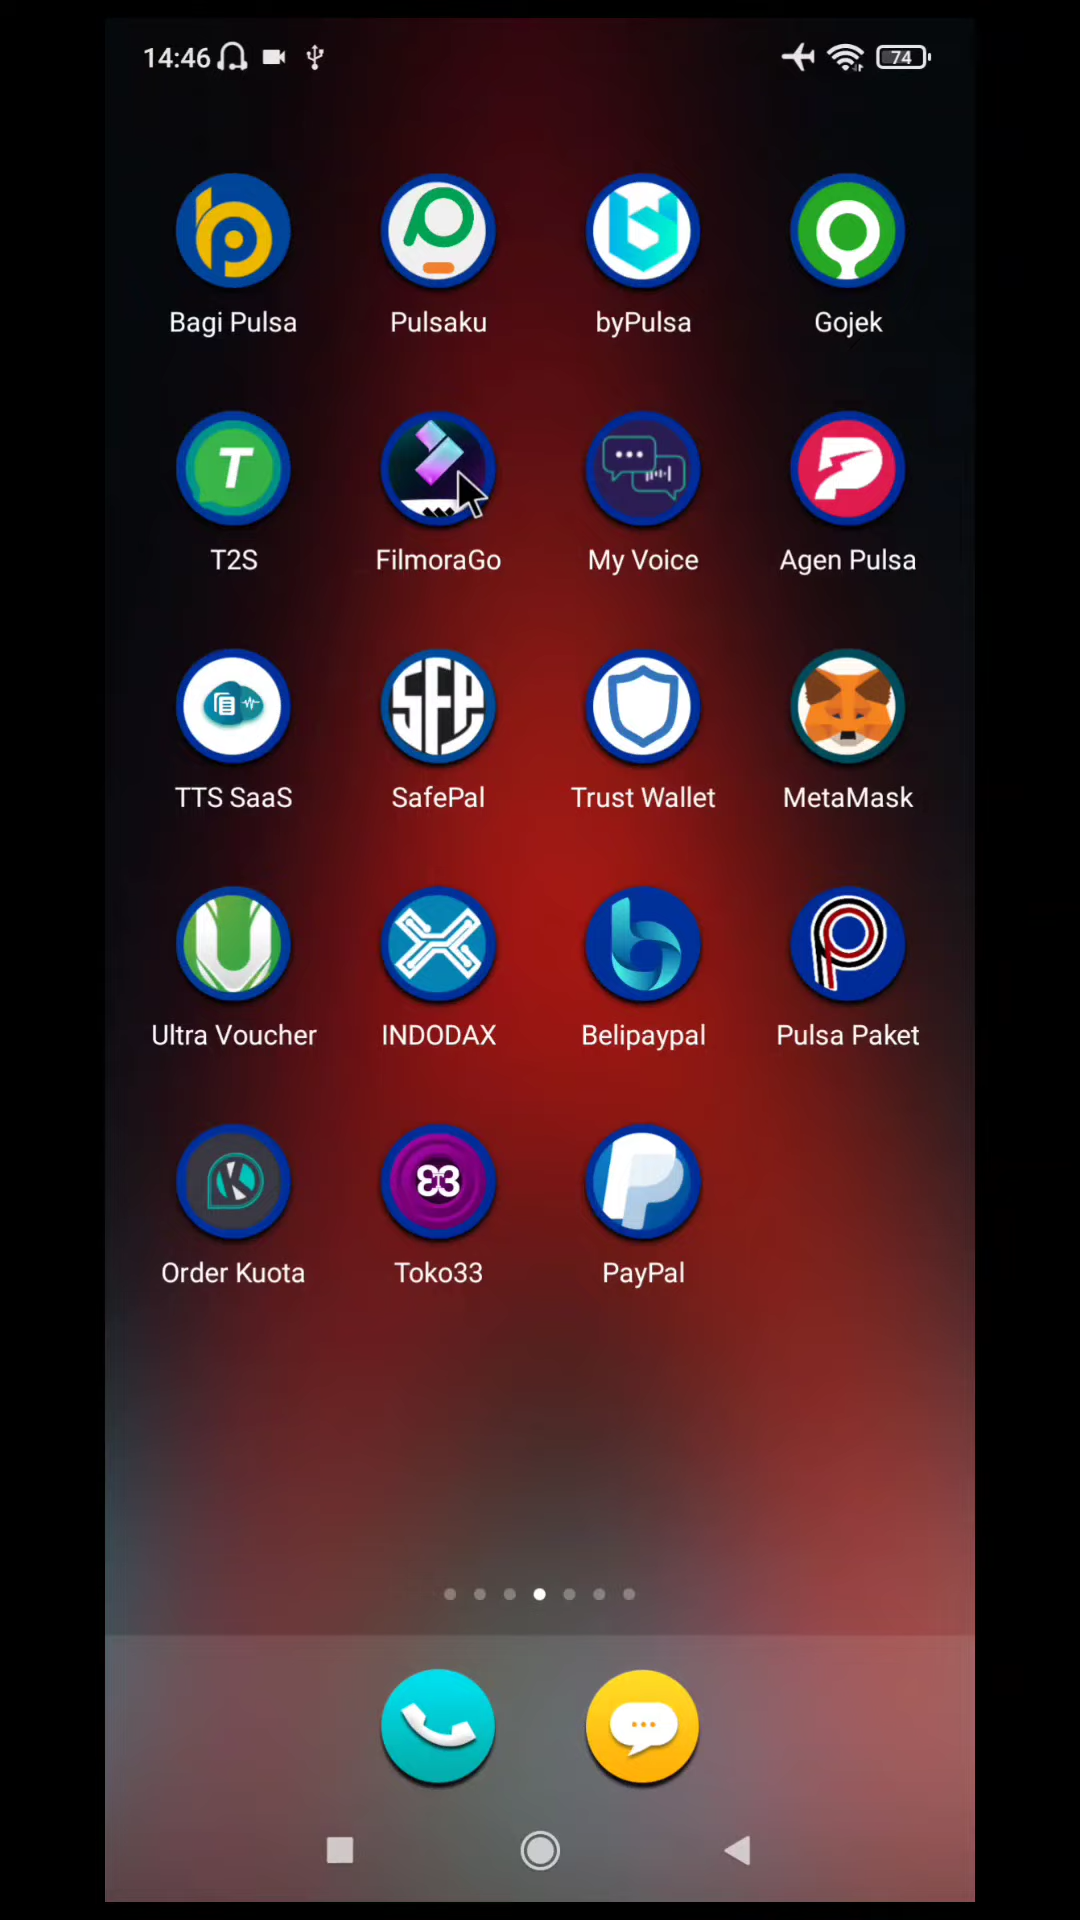 14:46
74
Bagi Pulsa
Pulsaku
byPulsa
Gojek
T
T2S
FilmoraGo
My Voice
Agen Pulsa
TTS SaaS
SFP
SafePal
Trust Wallet
MetaMask
Ultra Voucher
INDODAX
Belipaypal
Pulsa Paket
Order Kuota
Toko33
PayPal